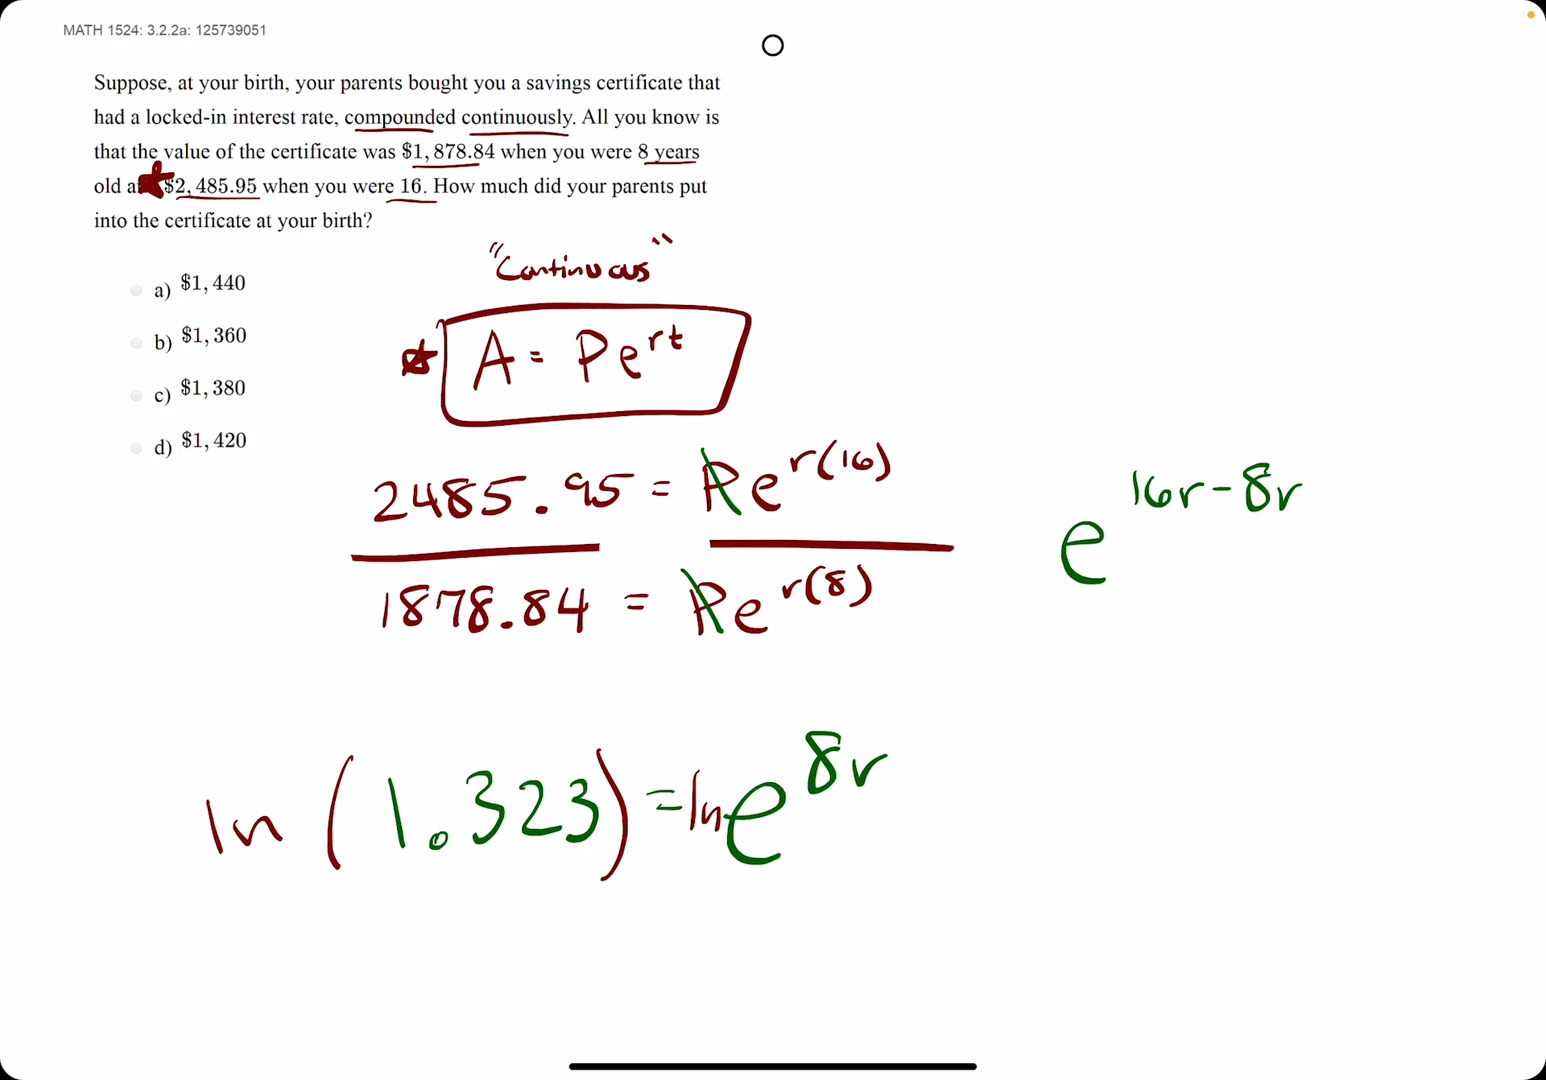 MATH 1524: 3.2.2a: 125739051
Suppose, at your birth, your parents bought you a savings certificate that
had a locked-in interest rate, compounded continuously. All you know is
that the value of the certificate was $1,878.84 when you were 8 years
old a $2,485.95 when you were 16. How much did your parents put
into the certificate at your birth?
a) $1,440
b) $1,360
c) $1,380
d) $1,420
"Continuous"
A = Pe^rt
2485.95 = Pe^r(16)
1878.84 = Pe^r(8)
e^16r-8r
ln(1.323) = ln e^8r